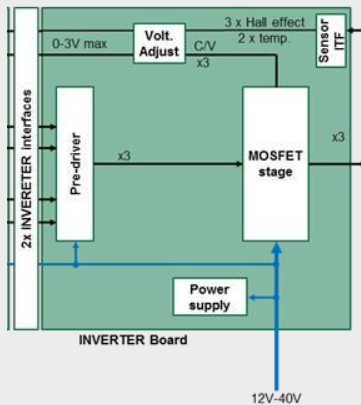 3 x Hall effect
2 x temp.
Sensor
ITF
0-3V max
Volt.
Adjust
C/V
x3
2x INVERETER interfaces
Pre-driver
x3
MOSFET
stage
x3
Power
supply
INVERTER Board
12V-40V